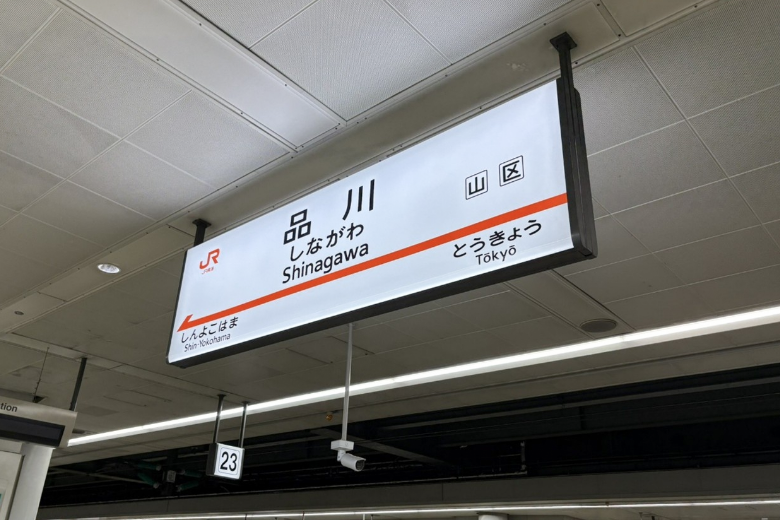 品川
山 区
しながわ
Shinagawa
JR
しんよこはま
Shin-Yokohama
とうきょう
Tōkyō
23
tion